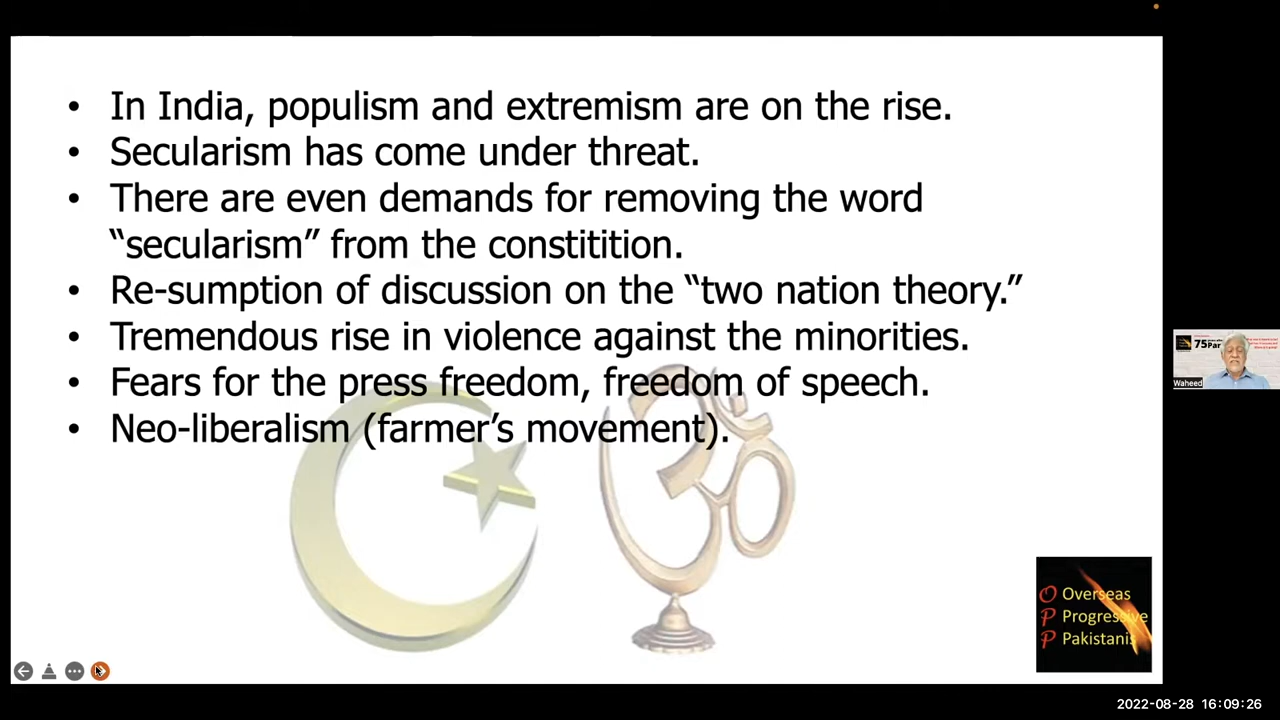 • In India, populism and extremism are on the rise.
• Secularism has come under threat.
• There are even demands for removing the word
“secularism” from the constitition.
• Re-sumption of discussion on the “two nation theory.”
• Tremendous rise in violence against the minorities.
• Fears for the press freedom, freedom of speech.
• Neo-liberalism (farmer’s movement).
75
Par
Waheed
O Overseas
P Progressive
P Pakistanis
2022-08-28 16:09:26